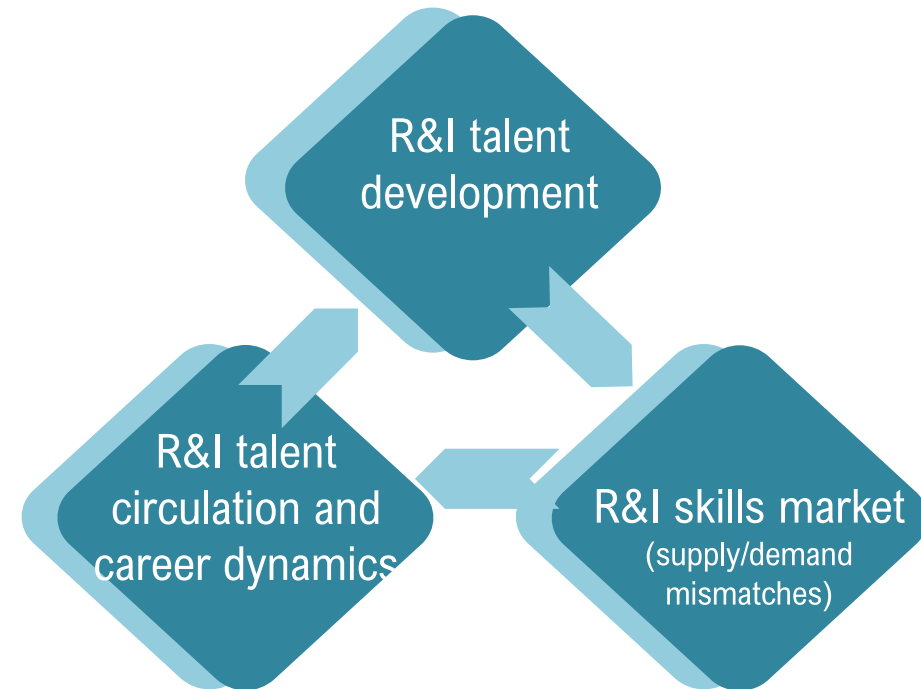 R&I talent
development
R&I talent
circulation and
career dynamics
R&I skills market
(supply/demand
mismatches)